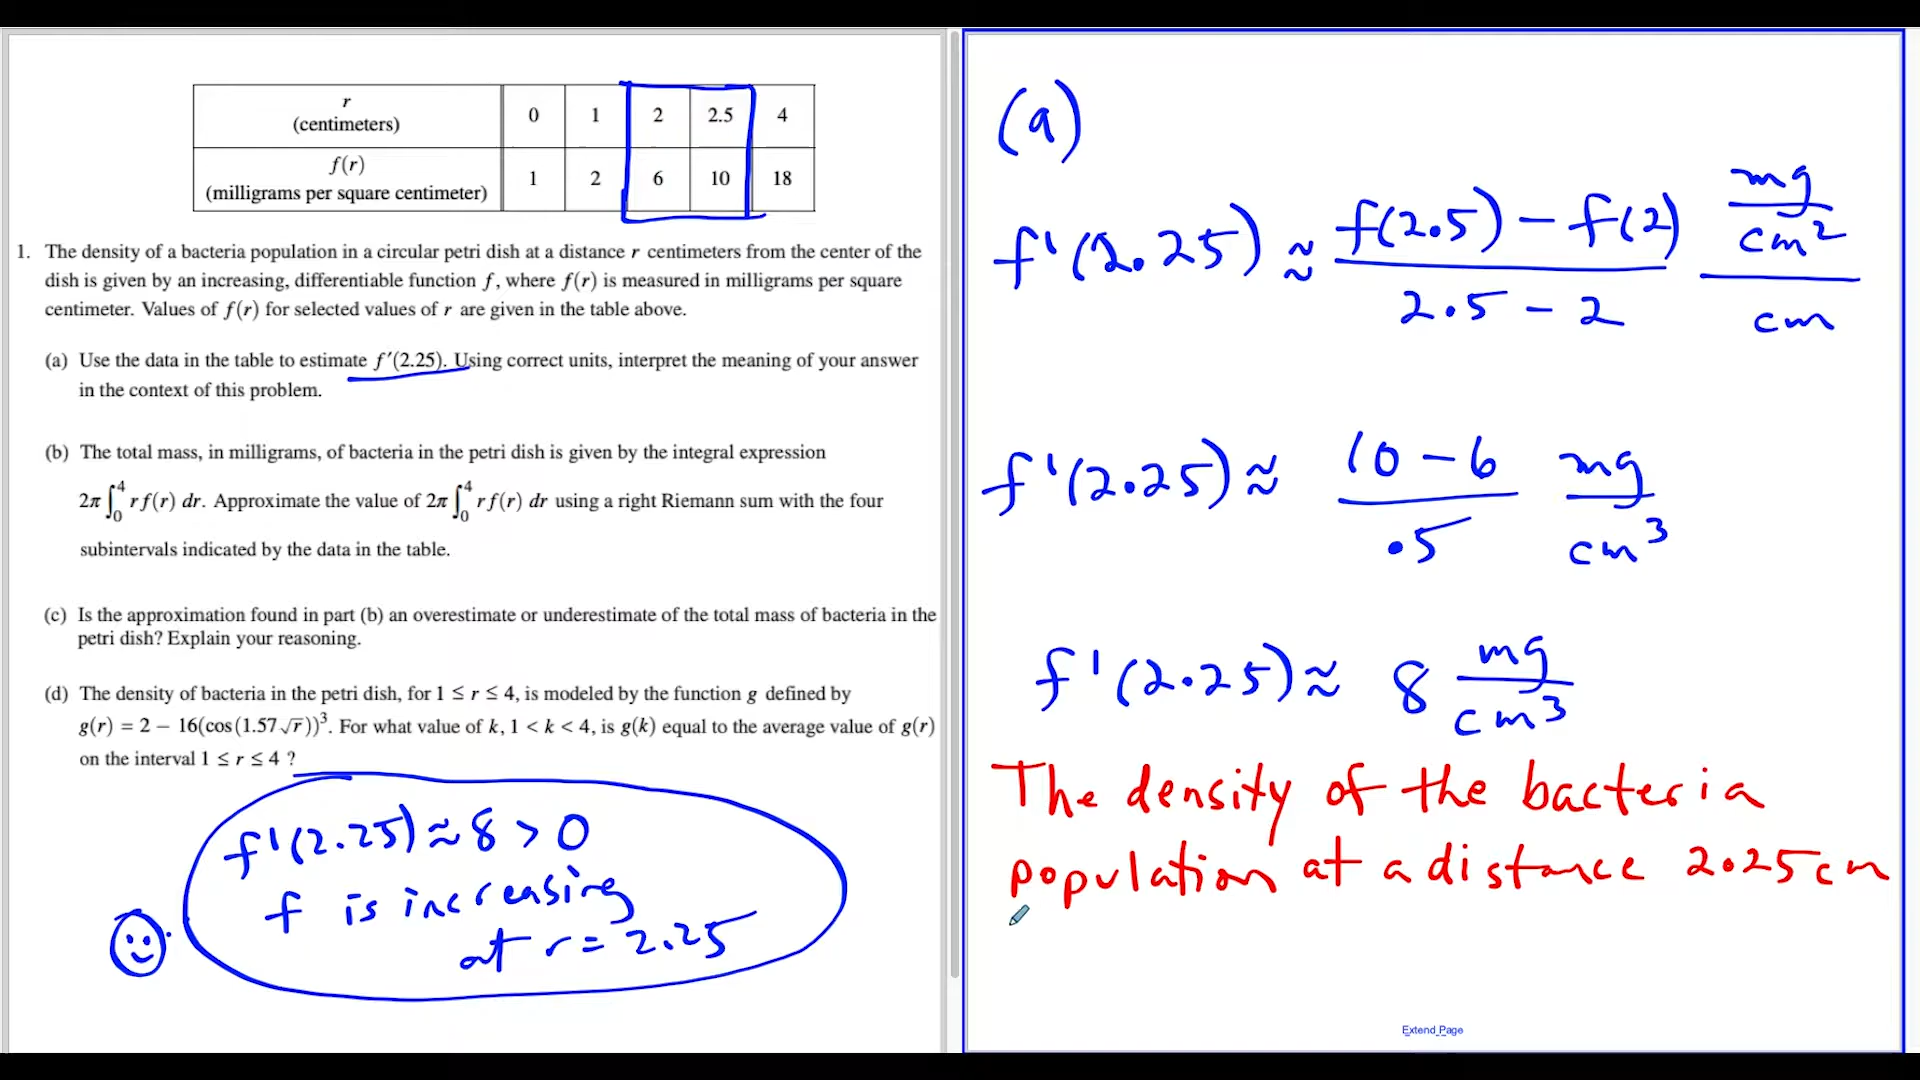 r (centimeters) 0 1 2 2.5 4
f(r) (milligrams per square centimeter) 1 2 6 10 18
1. The density of a bacteria population in a circular petri dish at a distance r centimeters from the center of the
dish is given by an increasing, differentiable function f, where f(r) is measured in milligrams per square
centimeter. Values of f(r) for selected values of r are given in the table above.
(a) Use the data in the table to estimate f′(2.25). Using correct units, interpret the meaning of your answer
in the context of this problem.
(b) The total mass, in milligrams, of bacteria in the petri dish is given by the integral expression
2π ∫₀⁴ r f(r) dr. Approximate the value of 2π ∫₀⁴ r f(r) dr using a right Riemann sum with the four
subintervals indicated by the data in the table.
(c) Is the approximation found in part (b) an overestimate or underestimate of the total mass of bacteria in the
petri dish? Explain your reasoning.
(d) The density of bacteria in the petri dish, for 1 ≤ r ≤ 4, is modeled by the function g defined by
g(r) = 2 − 16(cos(1.57√r))³. For what value of k, 1 < k < 4, is g(k) equal to the average value of g(r)
on the interval 1 ≤ r ≤ 4 ?
f'(2.25) ≈ 8 > 0
f is increasing
at r = 2.25
(a)
f'(2.25) ≈ (f(2.5) − f(2))/(2.5 − 2) (mg/cm²)/cm
f'(2.25) ≈ (10 − 6)/.5 mg/cm³
f'(2.25) ≈ 8 mg/cm³
The density of the bacteria
population at a distance 2.25 cm
Extend_Page